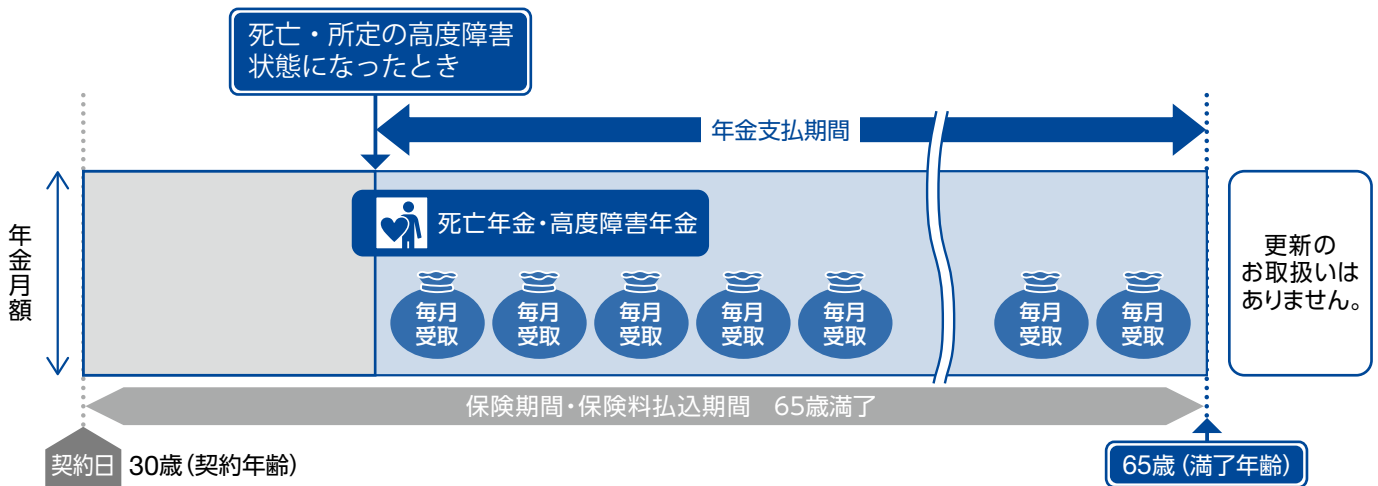 死亡・所定の高度障害
状態になったとき
年金支払期間
年金月額
死亡年金・高度障害年金
毎月
受取
毎月
受取
毎月
受取
毎月
受取
毎月
受取
毎月
受取
毎月
受取
更新の
お取扱いは
ありません。
保険期間・保険料払込期間　65歳満了
契約日 30歳（契約年齢）
65歳（満了年齢）